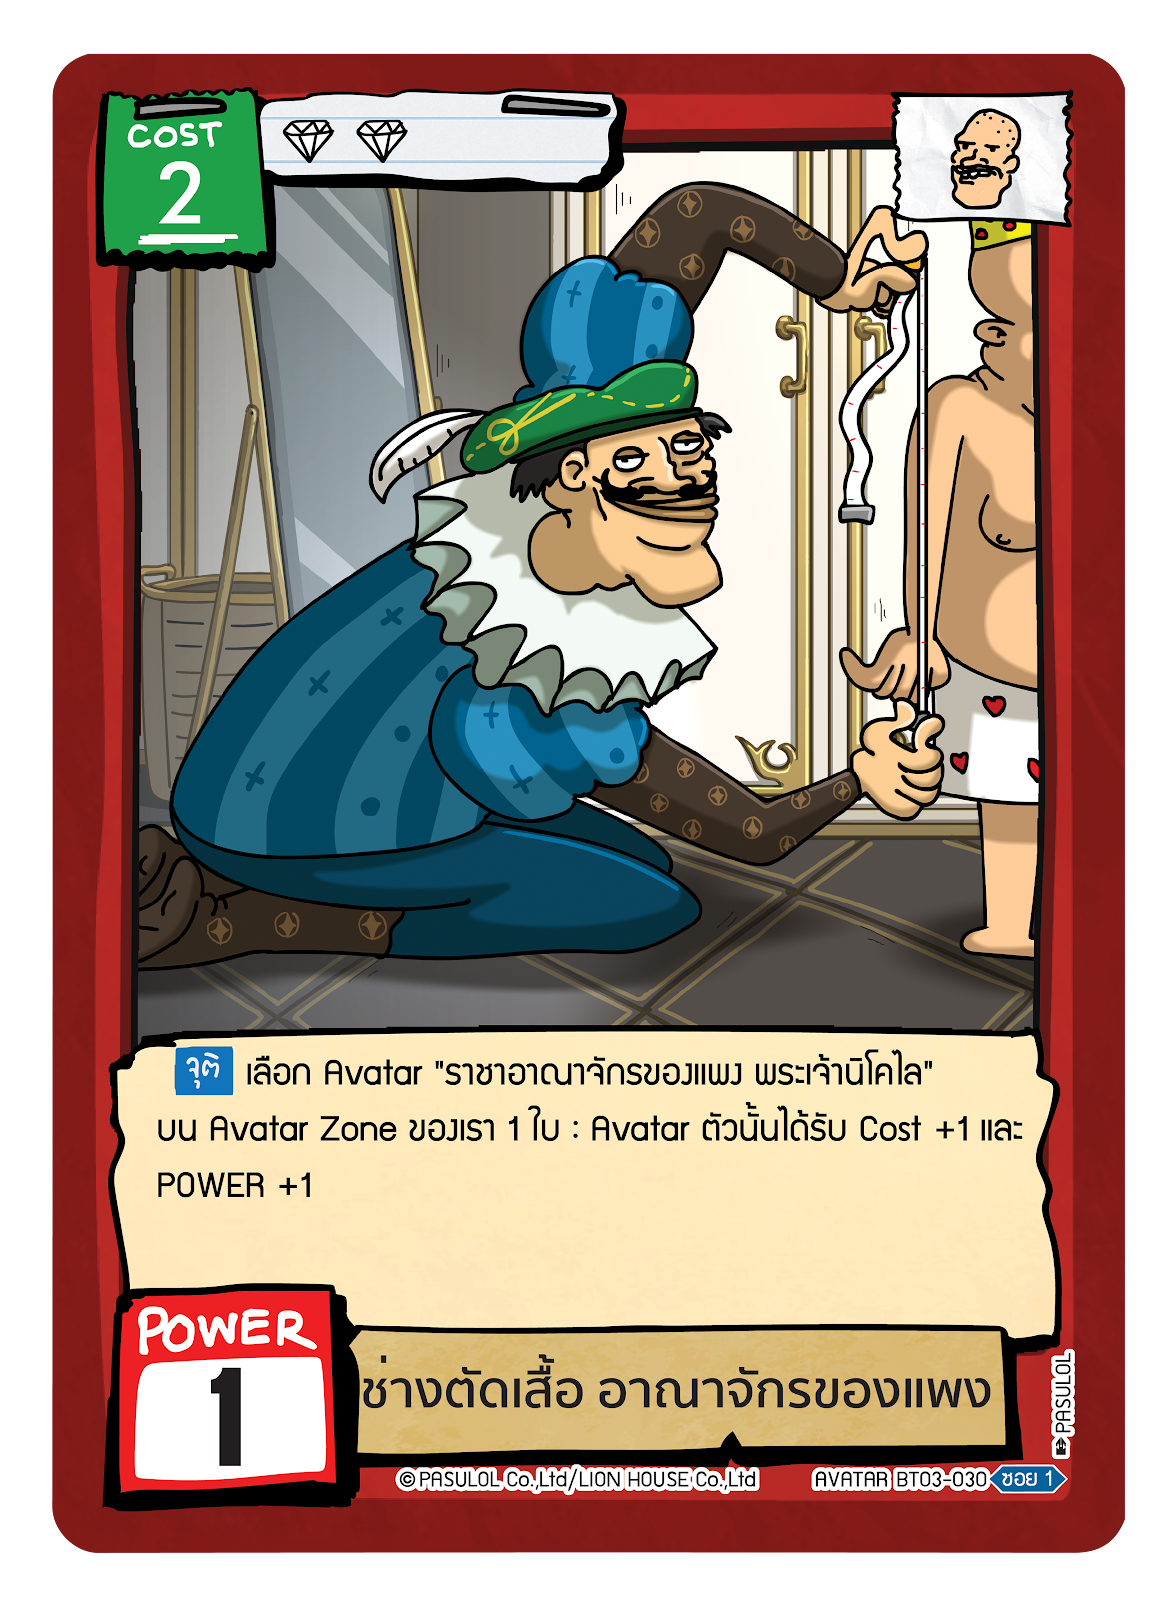 COST
2
จุติ เลือก Avatar "ราชาอาณาจักรของแพง พระเจ้านิโคไล"
บน Avatar Zone ของเรา 1 ใบ : Avatar ตัวนั้นได้รับ Cost +1 และ
POWER +1
POWER
1
ช่างตัดเสื้อ อาณาจักรของแพง
PASULOL
© PASULOL Co.,Ltd/LION HOUSE Co.,Ltd
AVATAR BT03-030 ซอย 1